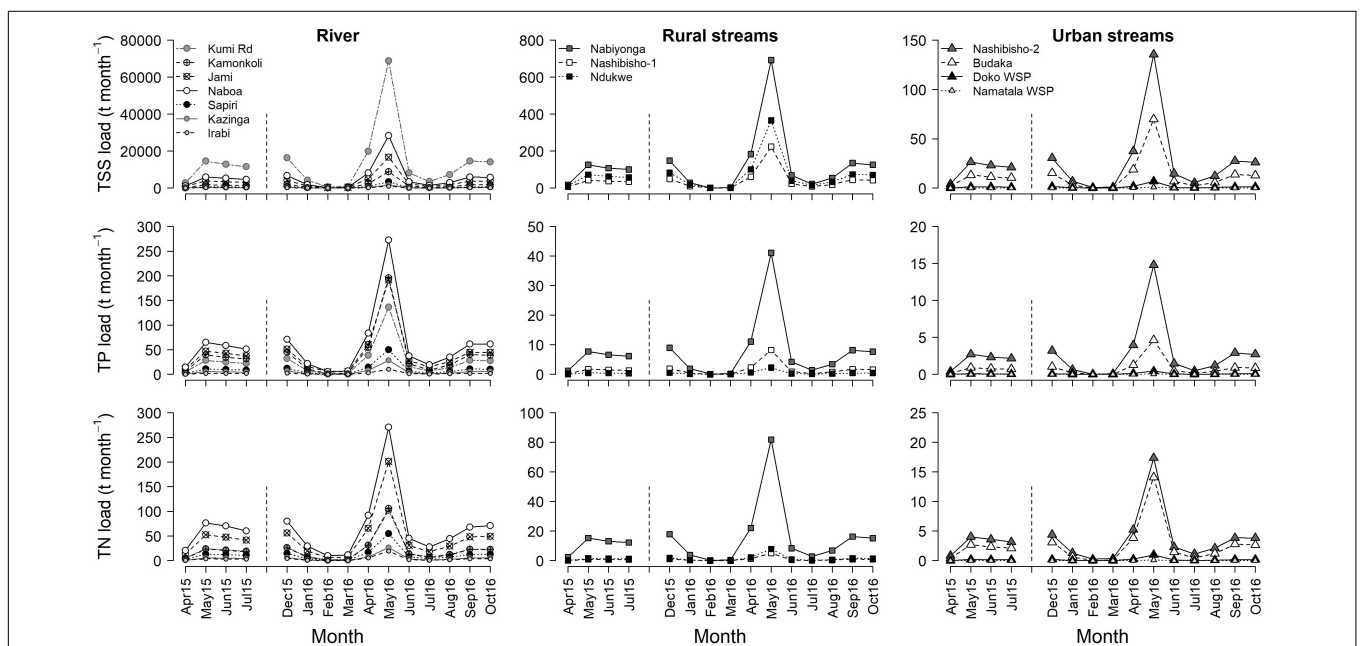 River
Rural streams
Urban streams
TSS load (t month⁻¹)
80000
60000
40000
20000
0
Kumi Rd
Kamonkoli
Jami
Naboa
Sapiri
Kazinga
Irabi
800
600
400
200
0
Nabiyonga
Nashibisho-1
Ndukwe
150
100
50
0
Nashibisho-2
Budaka
Doko WSP
Namatala WSP
TP load (t month⁻¹)
300
250
200
150
100
50
0
50
40
30
20
10
0
20
15
10
5
0
TN load (t month⁻¹)
300
250
200
150
100
50
0
100
80
60
40
20
0
25
20
15
10
5
0
Apr15 May15 Jun15 Jul15 Dec15 Jan16 Feb16 Mar16 Apr16 May16 Jun16 Jul16 Aug16 Sep16 Oct16
Apr15 May15 Jun15 Jul15 Dec15 Jan16 Feb16 Mar16 Apr16 May16 Jun16 Jul16 Aug16 Sep16 Oct16
Apr15 May15 Jun15 Jul15 Dec15 Jan16 Feb16 Mar16 Apr16 May16 Jun16 Jul16 Aug16 Sep16 Oct16
Month
Month
Month